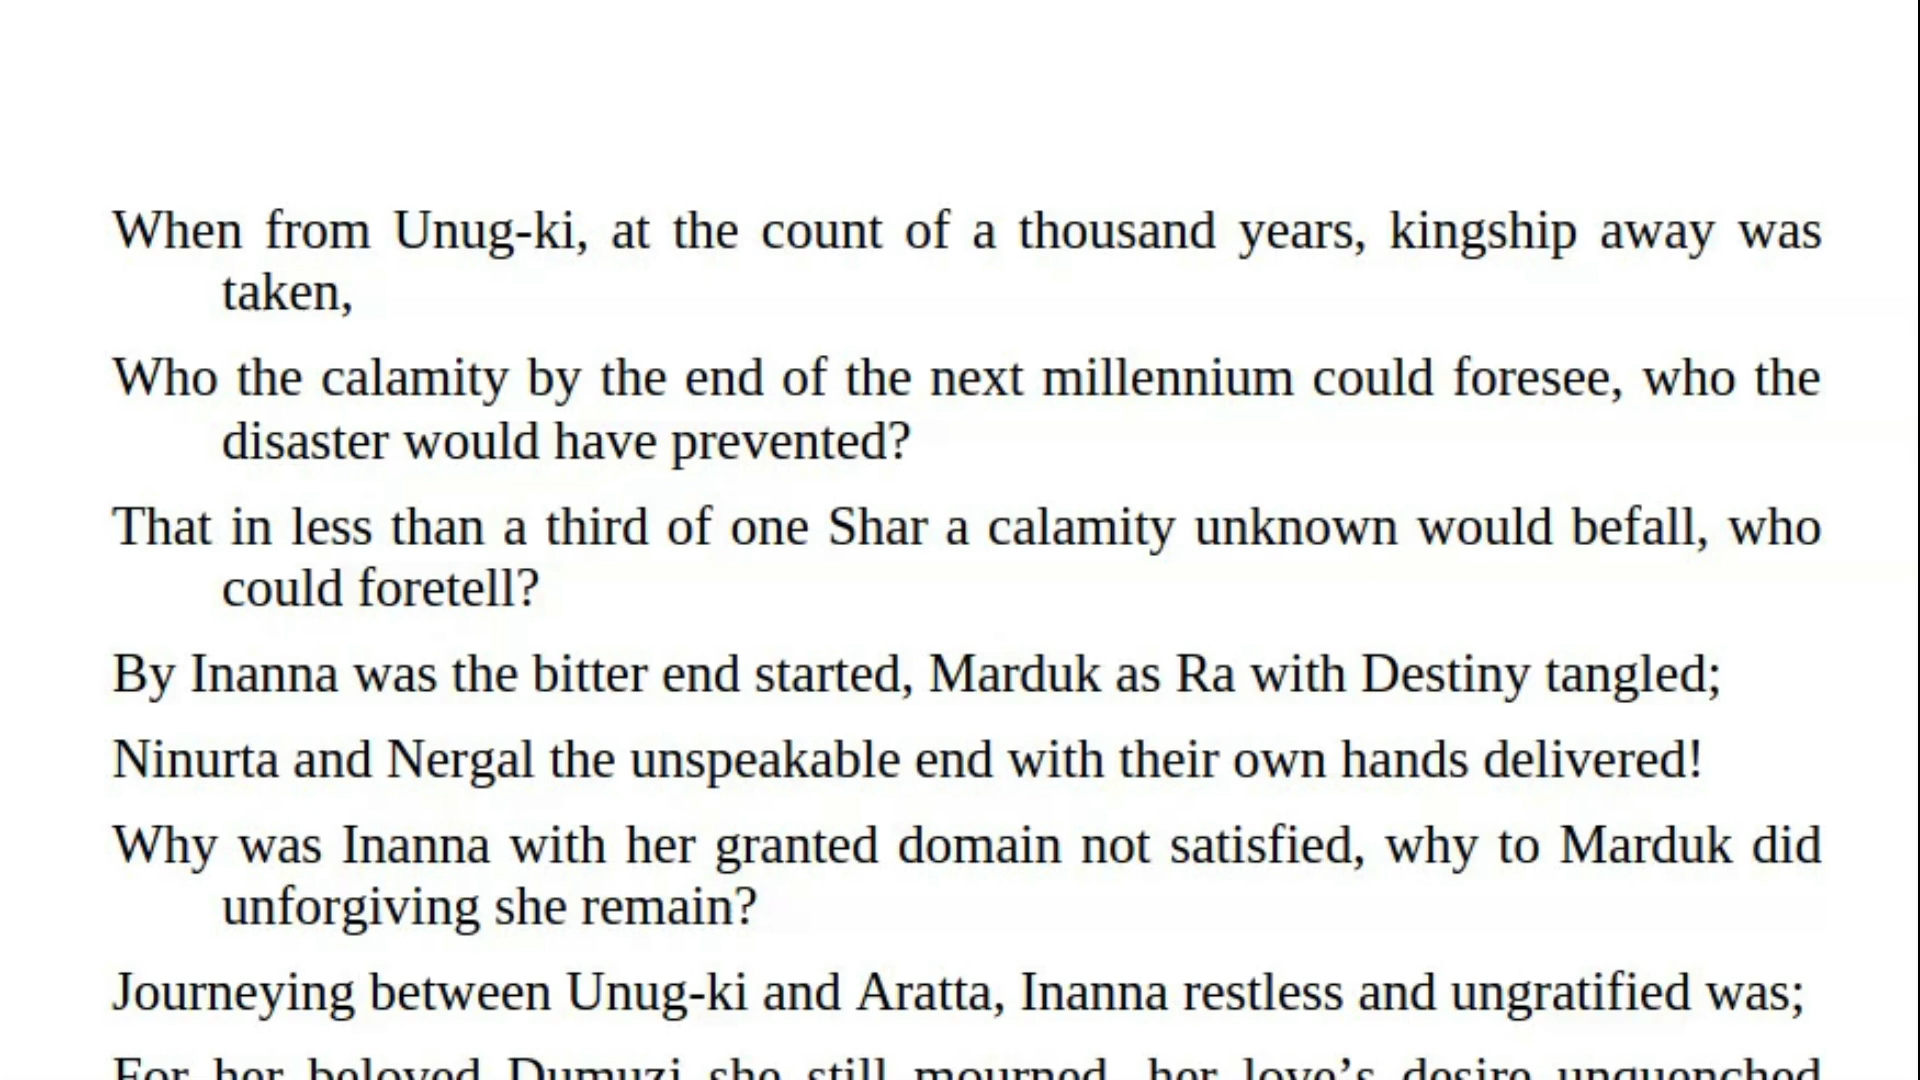 When from Unug-ki, at the count of a thousand years, kingship away was
taken,
Who the calamity by the end of the next millennium could foresee, who the
disaster would have prevented?
That in less than a third of one Shar a calamity unknown would befall, who
could foretell?
By Inanna was the bitter end started, Marduk as Ra with Destiny tangled;
Ninurta and Nergal the unspeakable end with their own hands delivered!
Why was Inanna with her granted domain not satisfied, why to Marduk did
unforgiving she remain?
Journeying between Unug-ki and Aratta, Inanna restless and ungratified was;
For her beloved Dumuzi she still mourned, her love’s desire unquenched